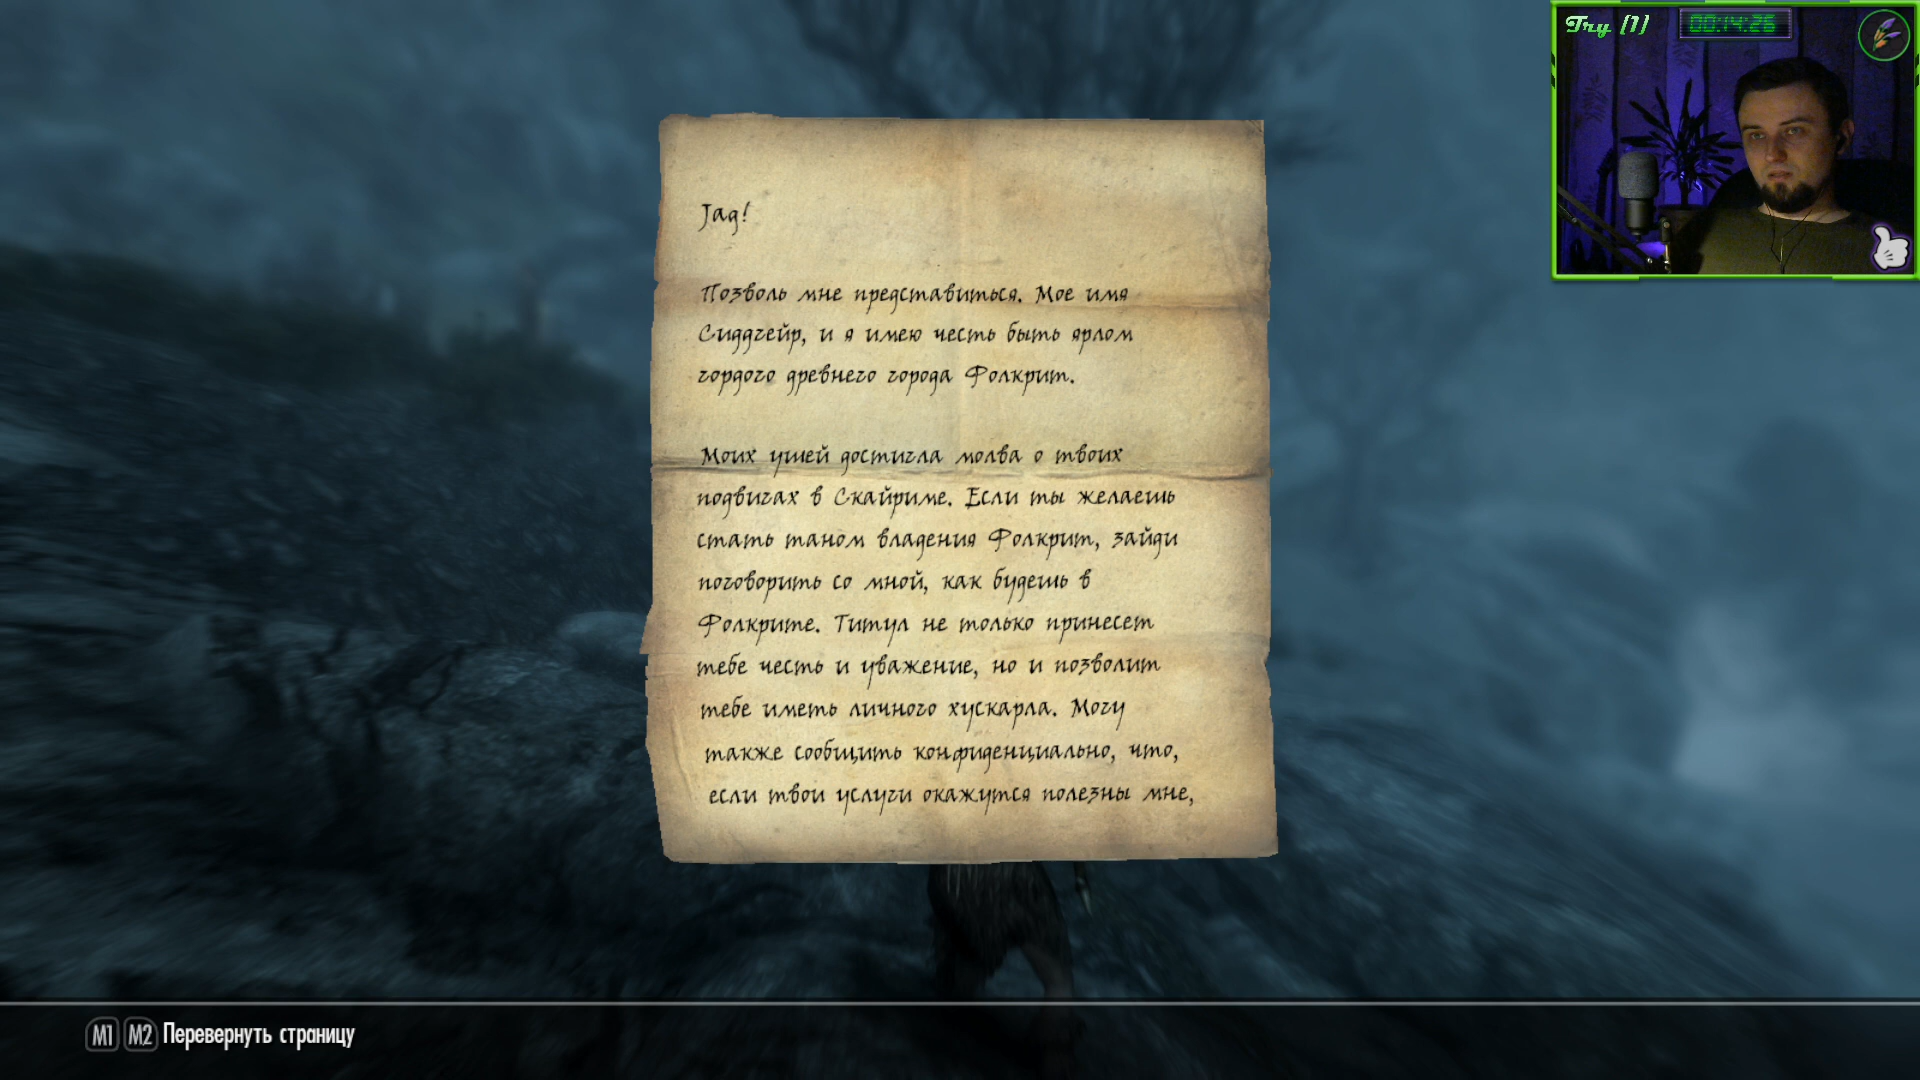 Try [1]
00:14:26
Jад!
Позволь мне представиться. Мое имя
Сиддгейр, и я имею честь быть ярлом
гордого древнего города Фолкрит.
Моих ушей достигла молва о твоих
подвигах в Скайриме. Если ты желаешь
стать таном владения Фолкрит, зайди
поговорить со мной, как будешь в
Фолкрите. Титул не только принесет
тебе честь и уважение, но и позволит
тебе иметь личного хускарла. Могу
также сообщить конфиденциально, что,
если твои услуги окажутся полезны мне,
M1 M2 Перевернуть страницу